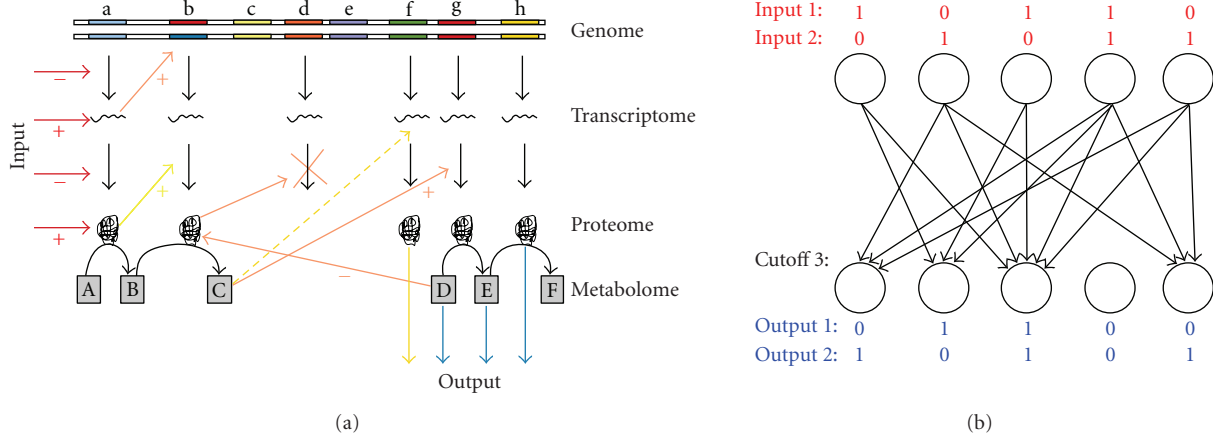 a b c d e f g h
Genome
− +
Transcriptome
+
Input
− + +
Proteome
+
A B C − D E F
Metabolome
Output
(a)
Input 1: 1 0 1 1 0
Input 2: 0 1 0 1 1
Cutoff 3:
Output 1: 0 1 1 0 0
Output 2: 1 0 1 0 1
(b)